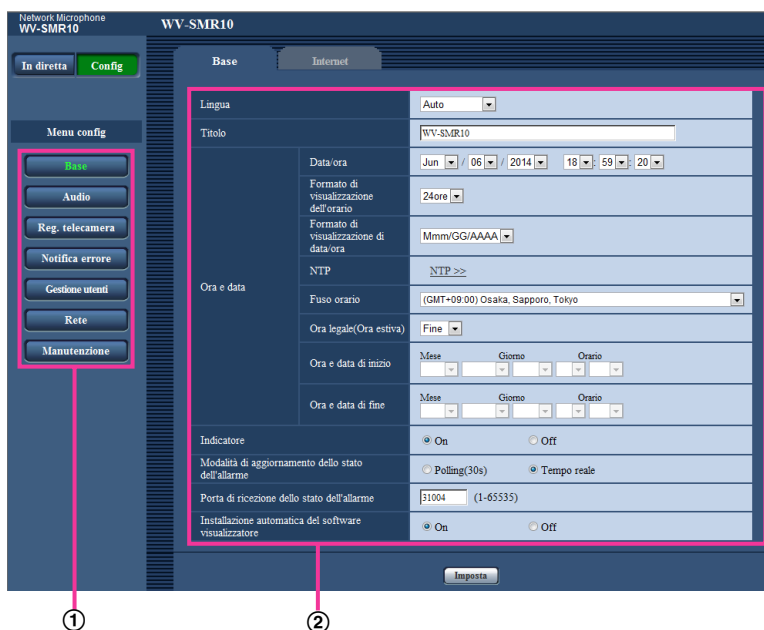 Network Microphone
WV-SMR10
WV-SMR10
In diretta
Config
Base
Internet
Menu config
Base
Audio
Reg. telecamera
Notifica errore
Gestione utenti
Rete
Manutenzione
Lingua
Auto
Titolo
WV-SMR10
Ora e data
Data/ora
Jun / 06 / 2014 18 : 59 : 20
Formato di
visualizzazione
dell'orario
24ore
Formato di
visualizzazione di
data/ora
Mmm/GG/AAAA
NTP
NTP >>
Fuso orario
(GMT+09:00) Osaka, Sapporo, Tokyo
Ora legale(Ora estiva)
Fine
Ora e data di inizio
Mese Giorno Orario
Ora e data di fine
Mese Giorno Orario
Indicatore
On Off
Modalità di aggiornamento dello stato
dell'allarme
Polling(30s) Tempo reale
Porta di ricezione dello stato dell'allarme
31004 (1-65535)
Installazione automatica del software
visualizzatore
On Off
Imposta
① ②